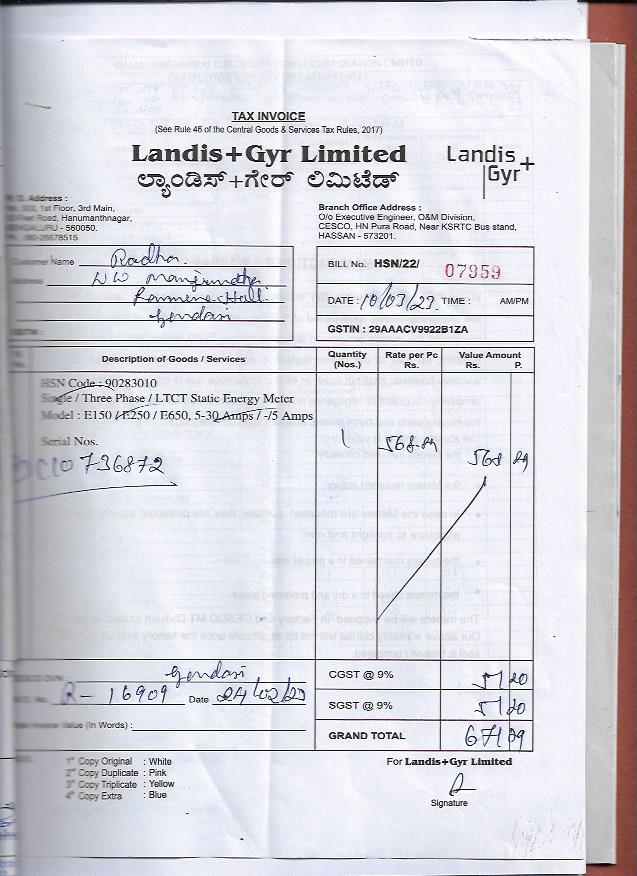 TAX INVOICE
(See Rule 46 of the Central Goods & Services Tax Rules, 2017)
Landis+Gyr Limited
ಲ್ಯಾಂಡಿಸ್+ಗೇರ್ ಲಿಮಿಟೆಡ್
Landis+
Gyr
Address :
1st Floor, 3rd Main,
Road, Hanumanthnagar,
- 560050.
26678515
Branch Office Address :
O/o Executive Engineer, O&M Division,
CESCO, HN Pura Road, Near KSRTC Bus stand,
HASSAN - 573201.
Customer Name Radha
W/o
Gendasi
BILL No. HSN/22/ 07959
DATE : 10/03/23 TIME : AM/PM
GSTIN : 29AAACV9922B1ZA
Description of Goods / Services
Quantity (Nos.)
Rate per Pc Rs.
Value Amount Rs. P.
HSN Code : 90283010
Single / Three Phase / LTCT Static Energy Meter
Model : E150 / E250 / E650, 5-30 Amps / -/5 Amps
Serial Nos.
0736872
1 568.89 568 89
Gendasi
R-16909 Date 24/02/23
Invoice Value (In Words) :
CGST @ 9% 51 20
SGST @ 9% 51 20
GRAND TOTAL 671 29
1st Copy Original : White
2nd Copy Duplicate : Pink
3rd Copy Triplicate : Yellow
4th Copy Extra : Blue
For Landis+Gyr Limited
Signature